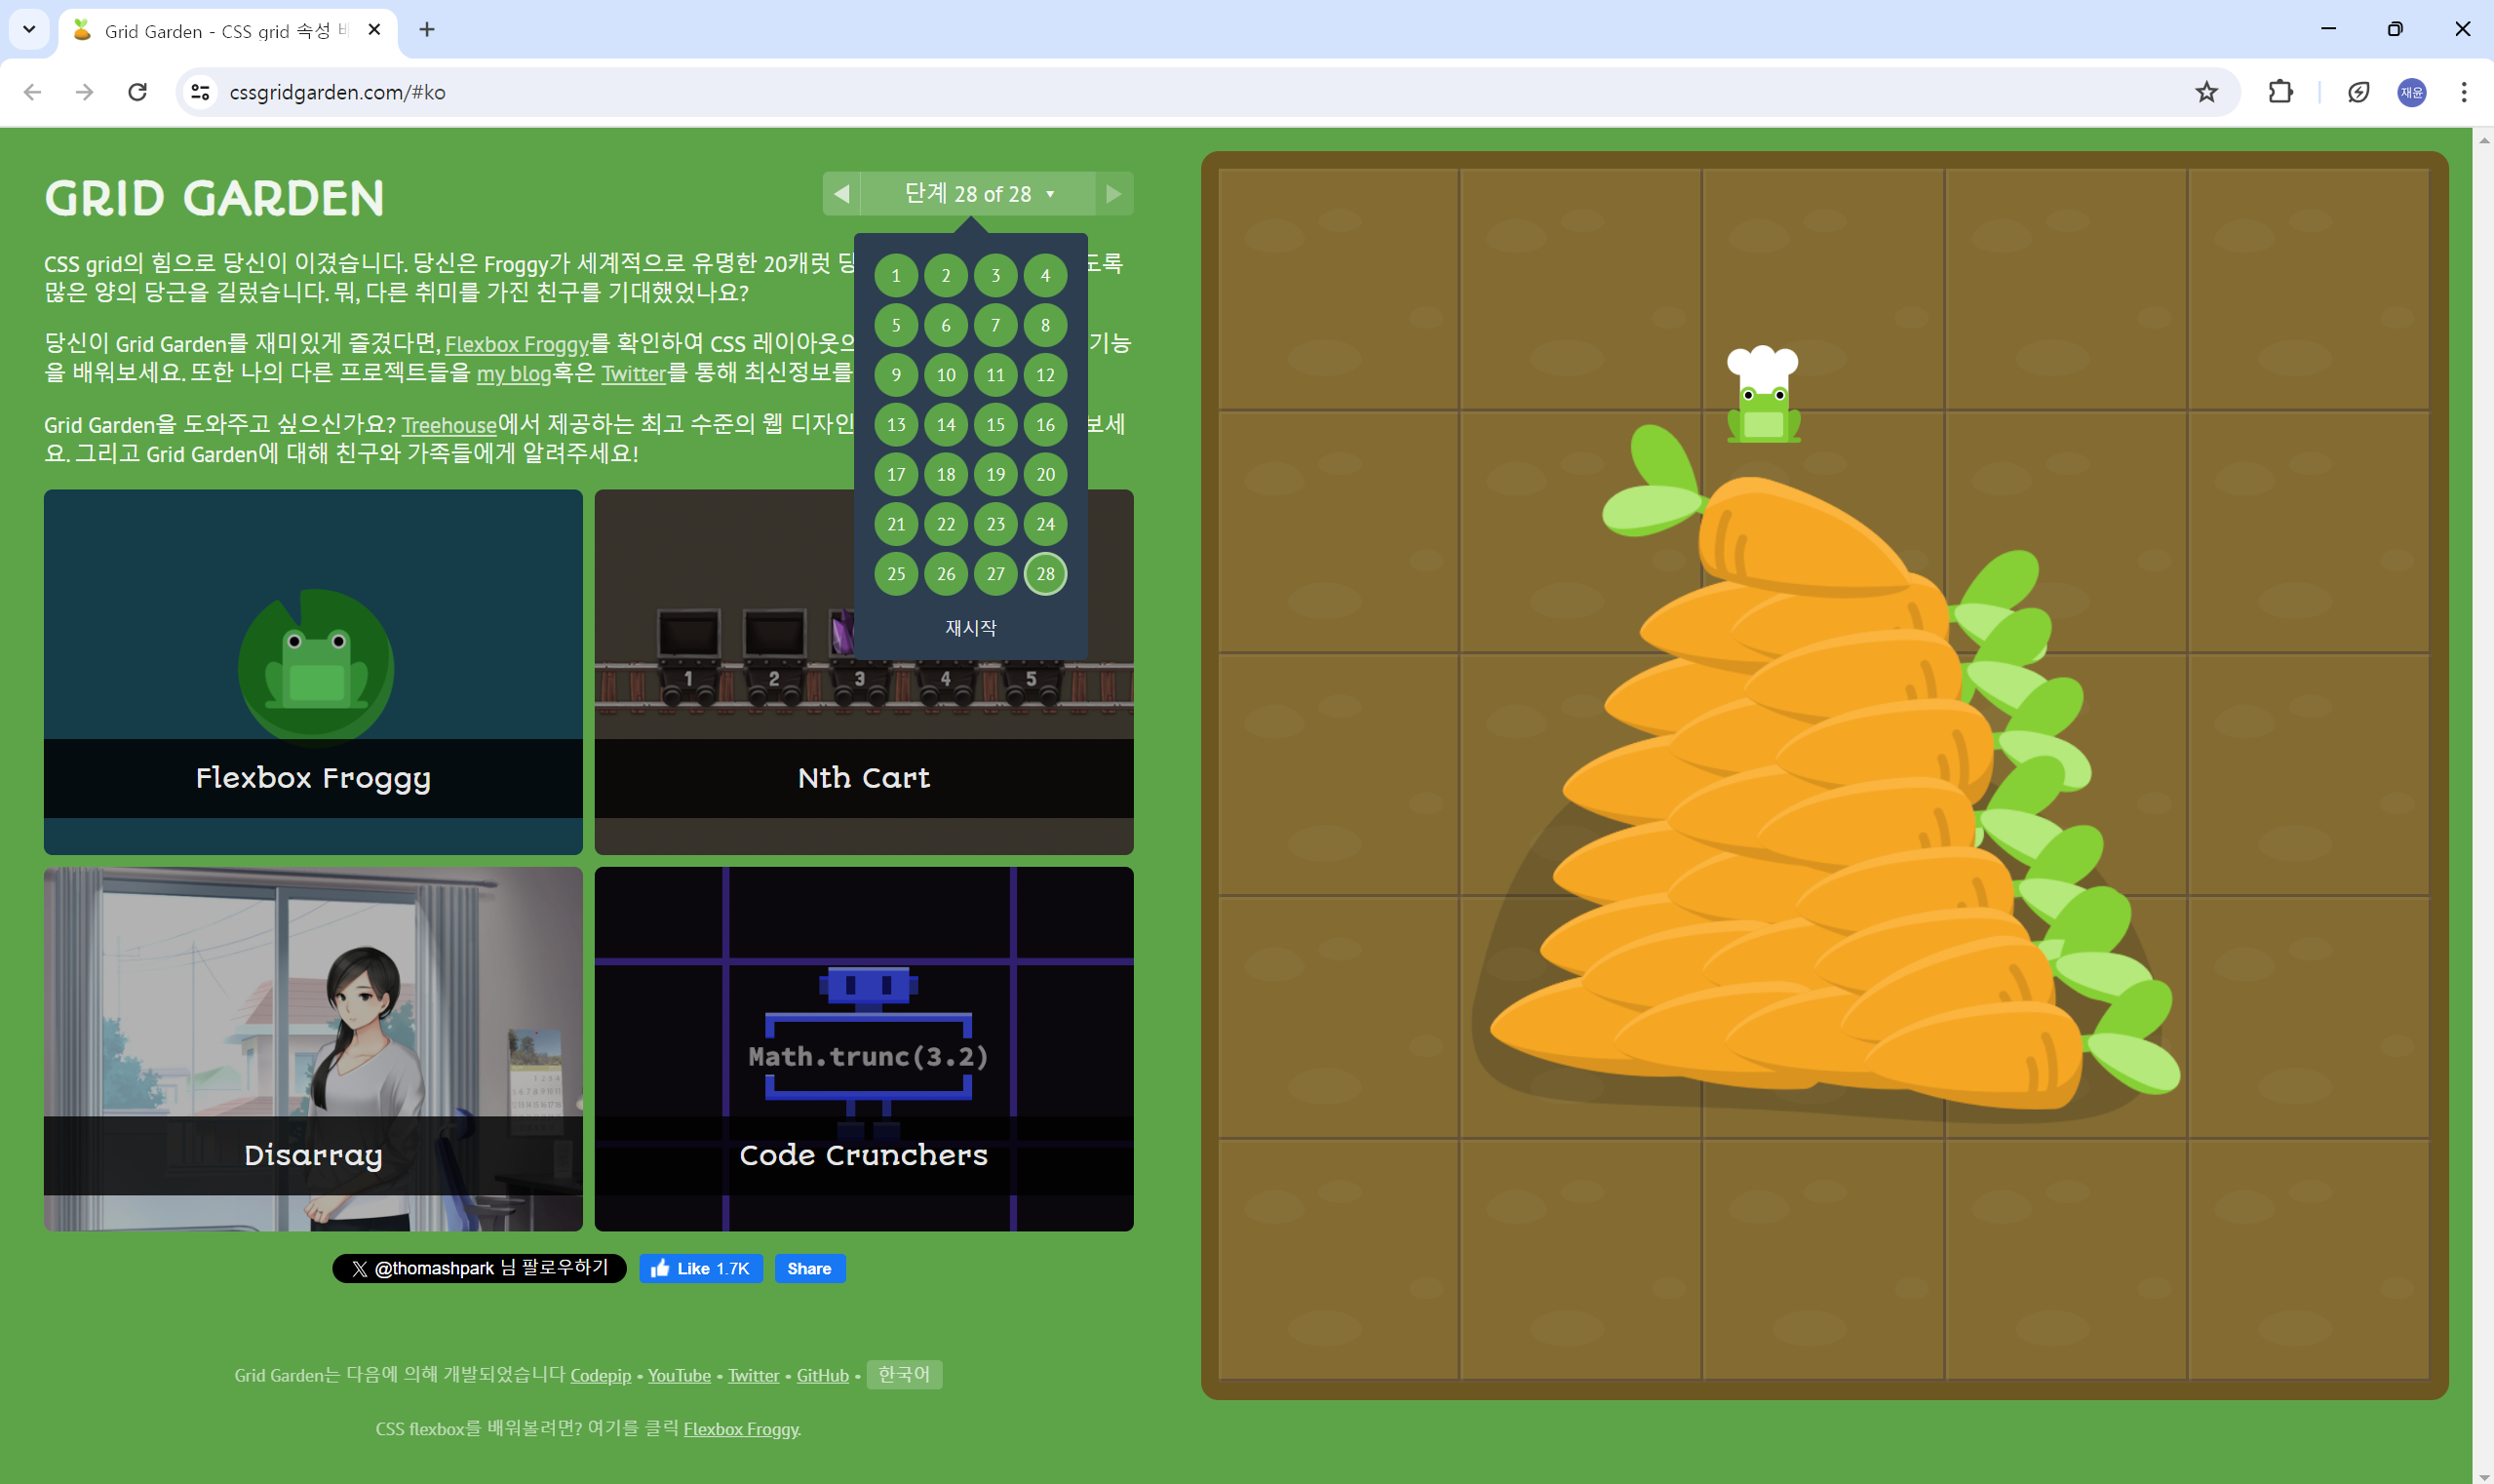 Grid Garden - CSS grid 속성 ㅂ
cssgridgarden.com/#ko
재윤
GRID GARDEN
단계 28 of 28
CSS grid의 힘으로 당신이 이겼습니다. 당신은 Froggy가 세계적으로 유명한 20캐럿 당 도록
많은 양의 당근을 길렀습니다. 뭐, 다른 취미를 가진 친구를 기대했었나요?
당신이 Grid Garden를 재미있게 즐겼다면, Flexbox Froggy를 확인하여 CSS 레이아웃으 기능
을 배워보세요. 또한 나의 다른 프로젝트들을 my blog혹은 Twitter를 통해 최신정보를
Grid Garden을 도와주고 싶으신가요? Treehouse에서 제공하는 최고 수준의 웹 디자인 보세
요. 그리고 Grid Garden에 대해 친구와 가족들에게 알려주세요!
1 2 3 4
5 6 7 8
9 10 11 12
13 14 15 16
17 18 19 20
21 22 23 24
25 26 27 28
재시작
1 2 3 4 5
Flexbox Froggy
Nth Cart
Math.trunc(3.2)
Disarray
Code Crunchers
@thomashpark 님 팔로우하기
Like 1.7K
Share
Grid Garden는 다음에 의해 개발되었습니다 Codepip • YouTube • Twitter • GitHub • 한국어
CSS flexbox를 배워볼려면? 여기를 클릭 Flexbox Froggy.